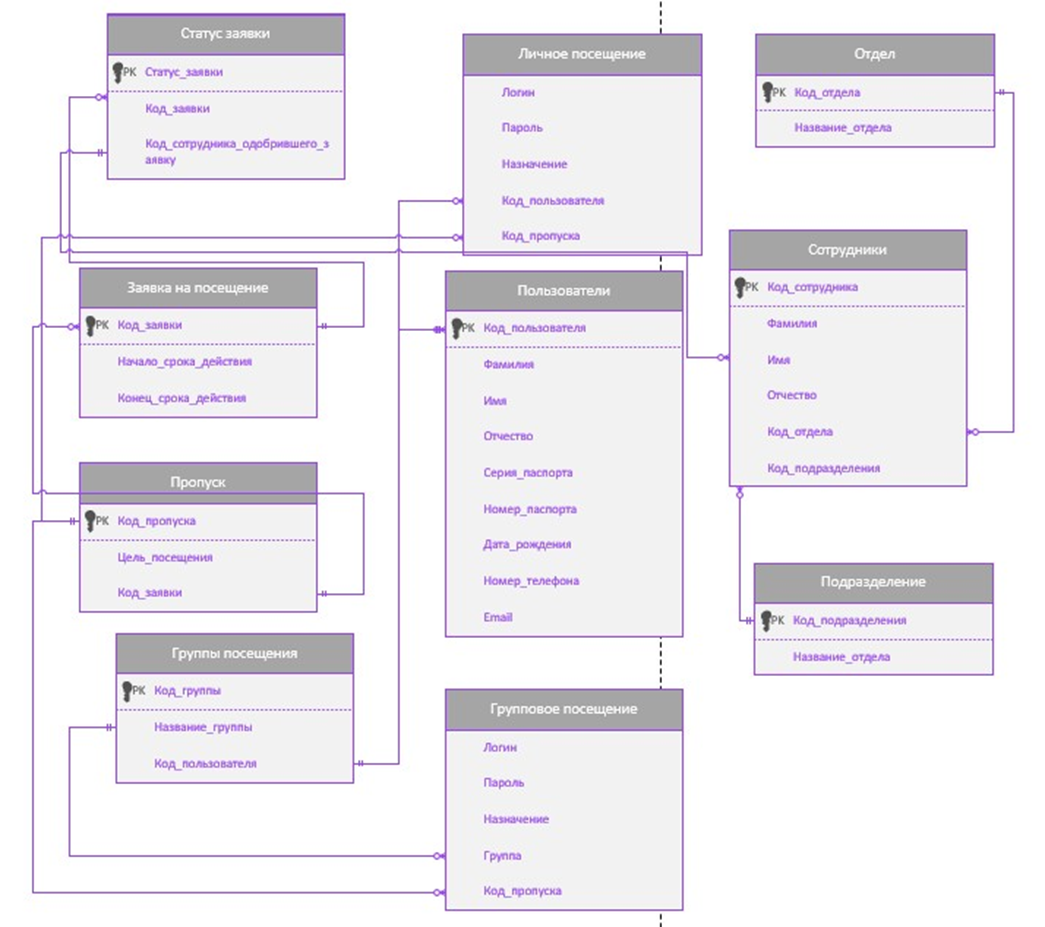 Статус заявки
PK Статус_заявки
Код_заявки
Код_сотрудника_одобрившего_з
аявку
Личное посещение
Логин
Пароль
Назначение
Код_пользователя
Код_пропуска
Отдел
PK Код_отдела
Название_отдела
Заявка на посещение
PK Код_заявки
Начало_срока_действия
Конец_срока_действия
Пользователи
PK Код_пользователя
Фамилия
Имя
Отчество
Серия_паспорта
Номер_паспорта
Дата_рождения
Номер_телефона
Email
Сотрудники
PK Код_сотрудника
Фамилия
Имя
Отчество
Код_отдела
Код_подразделения
Пропуск
PK Код_пропуска
Цель_посещения
Код_заявки
Подразделение
PK Код_подразделения
Название_отдела
Группы посещения
PK Код_группы
Название_группы
Код_пользователя
Групповое посещение
Логин
Пароль
Назначение
Группа
Код_пропуска